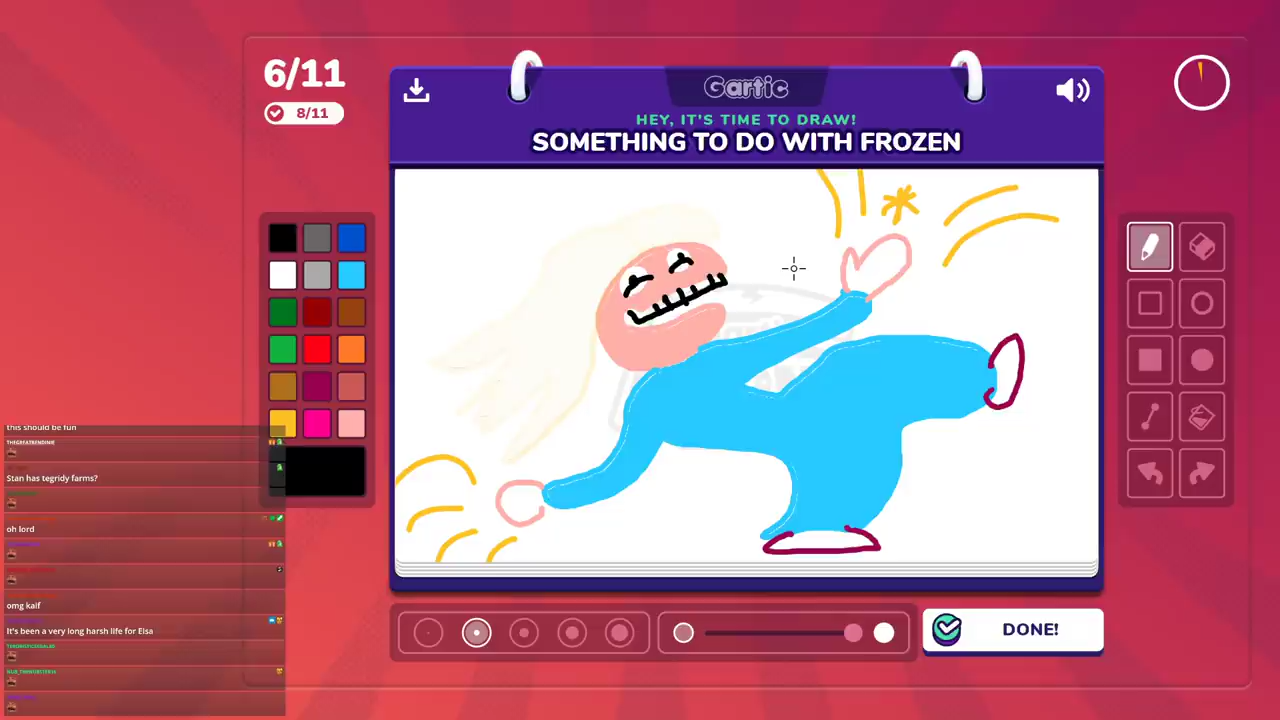 6/11
8/11
Gartic
HEY, IT'S TIME TO DRAW!
SOMETHING TO DO WITH FROZEN
this should be fun
Stan has tegridy farms?
oh lord
omg kalf
It's been a very long harsh life for Elsa
DONE!